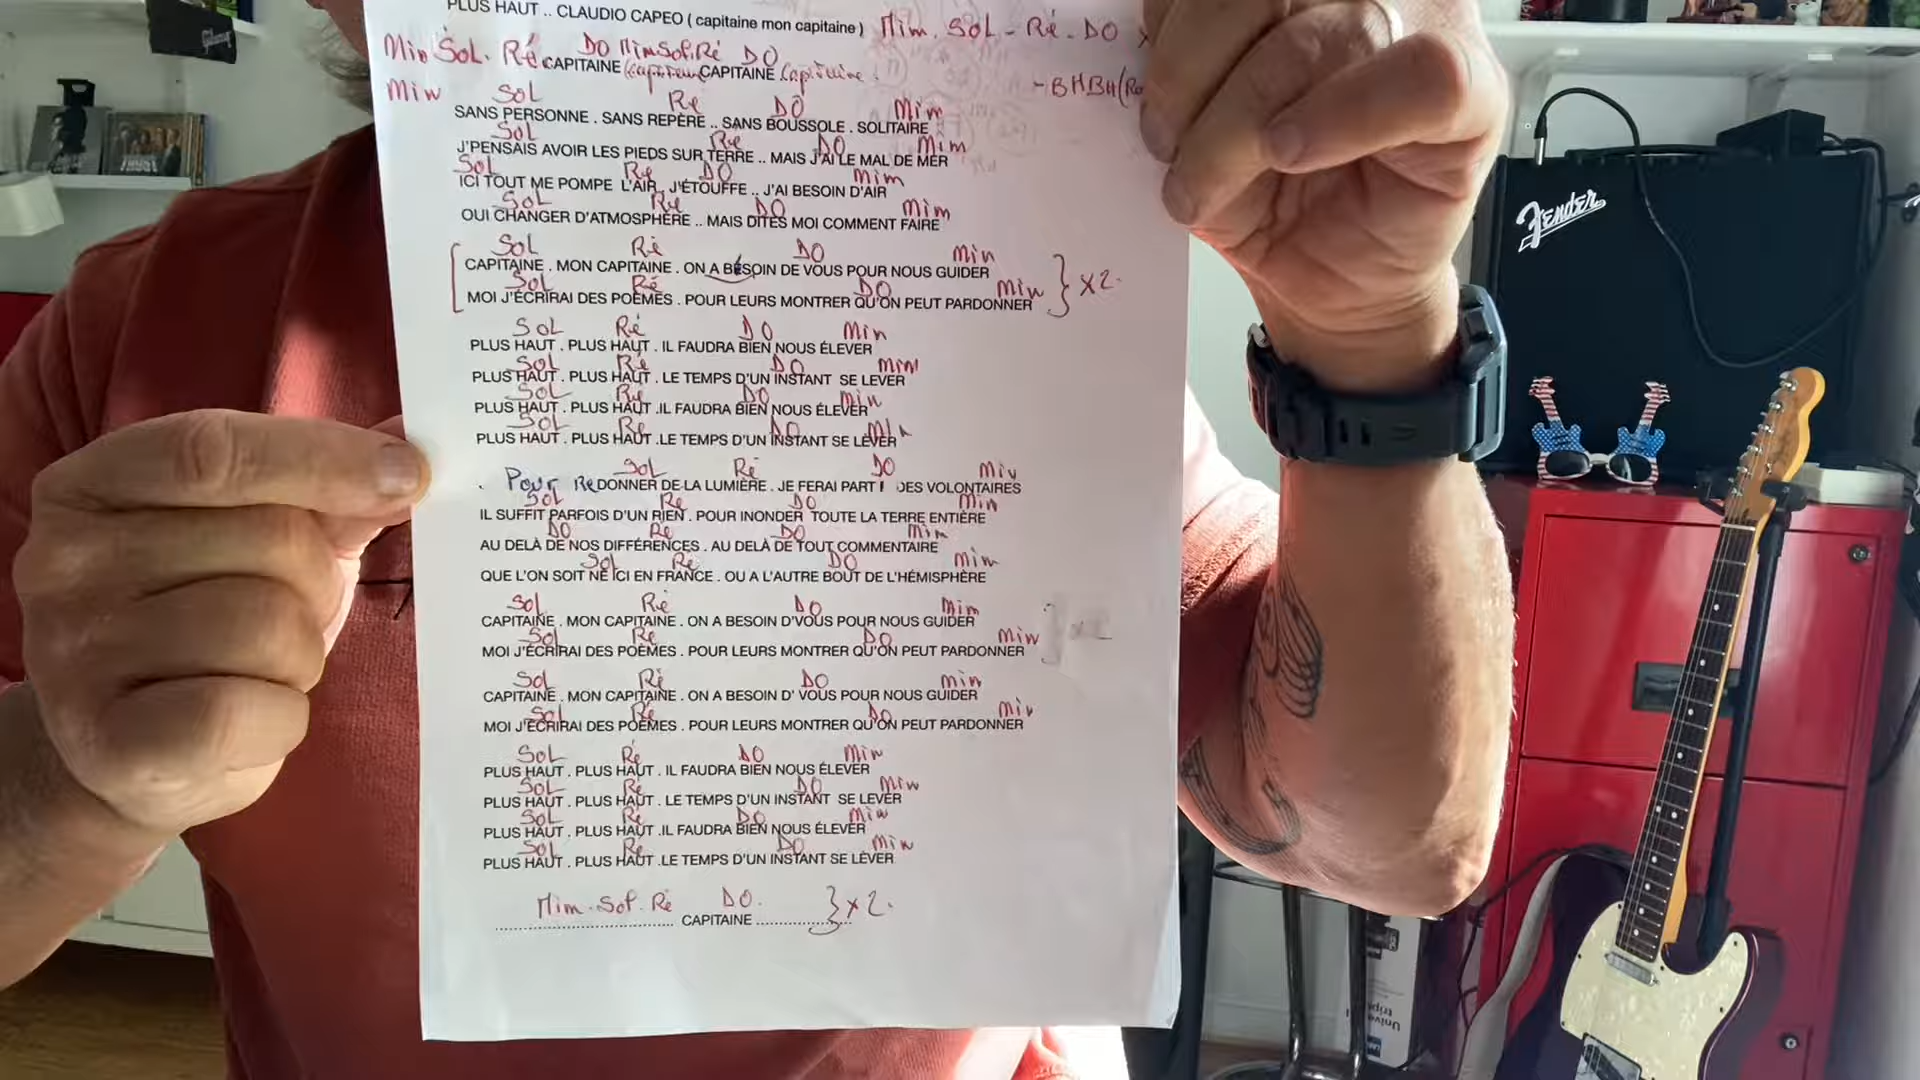 PLUS HAUT .. CLAUDIO CAPEO ( capitaine mon capitaine ) Mim. SOL - Ré - DO
Mim SOL. Ré DO Mim SOL Ré DO
CAPITAINE (capitaine CAPITAINE Capitaine
Mim SOL Ré DO Mim - BHBH
SANS PERSONNE . SANS REPÈRE .. SANS BOUSSOLE . SOLITAIRE
SOL Ré DO Mim
J'PENSAIS AVOIR LES PIEDS SUR TERRE .. MAIS J'AI LE MAL DE MER
SOL Ré DO Mim
ICI TOUT ME POMPE L'AIR . J'ÉTOUFFE .. J'AI BESOIN D'AIR
SOL Ré DO Mim
OUI CHANGER D'ATMOSPHÈRE .. MAIS DITES MOI COMMENT FAIRE
SOL Ré DO Mim
CAPITAINE . MON CAPITAINE . ON A BESOIN DE VOUS POUR NOUS GUIDER
SOL Ré DO Mim x2.
MOI J'ÉCRIRAI DES POÈMES . POUR LEURS MONTRER QU'ON PEUT PARDONNER
SOL Ré DO Mim
PLUS HAUT . PLUS HAUT . IL FAUDRA BIEN NOUS ÉLEVER
SOL Ré DO Mim
PLUS HAUT . PLUS HAUT . LE TEMPS D'UN INSTANT SE LEVER
SOL Ré DO Mim
PLUS HAUT . PLUS HAUT .IL FAUDRA BIEN NOUS ÉLEVER
SOL Ré DO Mim
PLUS HAUT . PLUS HAUT .LE TEMPS D'UN INSTANT SE LEVER
SOL Ré DO Mim
. Pour REDONNER DE LA LUMIÈRE . JE FERAI PARTI DES VOLONTAIRES
SOL Ré DO Mim
IL SUFFIT PARFOIS D'UN RIEN . POUR INONDER TOUTE LA TERRE ENTIÈRE
DO Ré DO Mim
AU DELÀ DE NOS DIFFÉRENCES . AU DELÀ DE TOUT COMMENTAIRE
SOL Ré DO Mim
QUE L'ON SOIT NÉ ICI EN FRANCE . OU A L'AUTRE BOUT DE L'HÉMISPHÈRE
SOL Ré DO Mim
CAPITAINE . MON CAPITAINE . ON A BESOIN D'VOUS POUR NOUS GUIDER
SOL Ré DO Mim
MOI J'ÉCRIRAI DES POÈMES . POUR LEURS MONTRER QU'ON PEUT PARDONNER
SOL Ré DO Mim
CAPITAINE . MON CAPITAINE . ON A BESOIN D' VOUS POUR NOUS GUIDER
SOL Ré DO Mim
MOI J'ÉCRIRAI DES POÈMES . POUR LEURS MONTRER QU'ON PEUT PARDONNER
SOL Ré DO Mim
PLUS HAUT . PLUS HAUT . IL FAUDRA BIEN NOUS ÉLEVER
SOL Ré DO Mim
PLUS HAUT . PLUS HAUT . LE TEMPS D'UN INSTANT SE LEVER
SOL Ré DO Mim
PLUS HAUT . PLUS HAUT .IL FAUDRA BIEN NOUS ÉLEVER
SOL Ré DO Mim
PLUS HAUT . PLUS HAUT .LE TEMPS D'UN INSTANT SE LEVER
Mim. SOL. Ré DO. x2.
................................. CAPITAINE ..................
Fender
Gibson